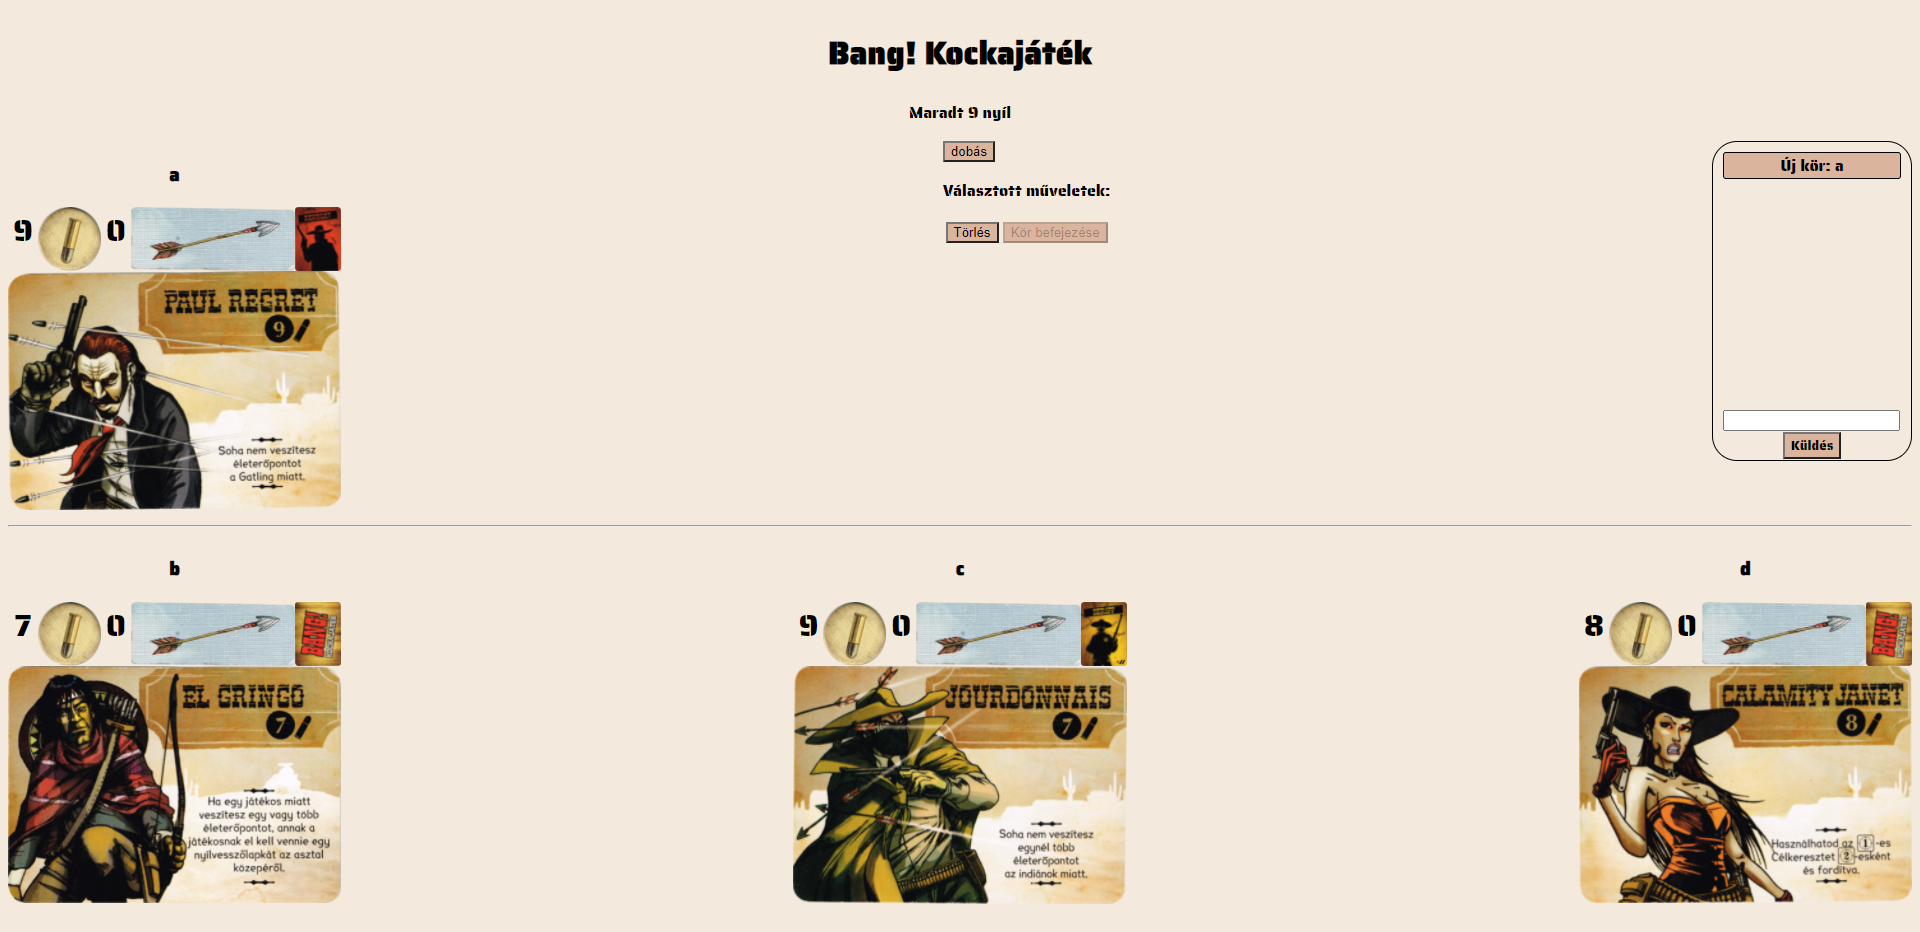 Bang! Kockajáték
Maradt 9 nyíl
dobás
Választott műveletek:
Törlés Kör befejezése
Új kör: a
Küldés
a
9 0
PAUL REGRET
9
Soha nem veszítesz
életerőpontot
a Gatling miatt.
b
7 0
BANG!
EL GRINGO
7
Ha egy játékos miatt
veszítesz egy vagy több
életerőpontot, annak a
játékosnak el kell vennie egy
nyílvesszőlapkát az asztal
közepéről.
c
9 0
JOURDONNAIS
7
Soha nem veszítesz
egynél több
életerőpontot
az indiánok miatt.
d
8 0
BANG!
CALAMITY JANET
8
Használhatod az 1 -es
Célkeresztet 2-esként
és fordítva.